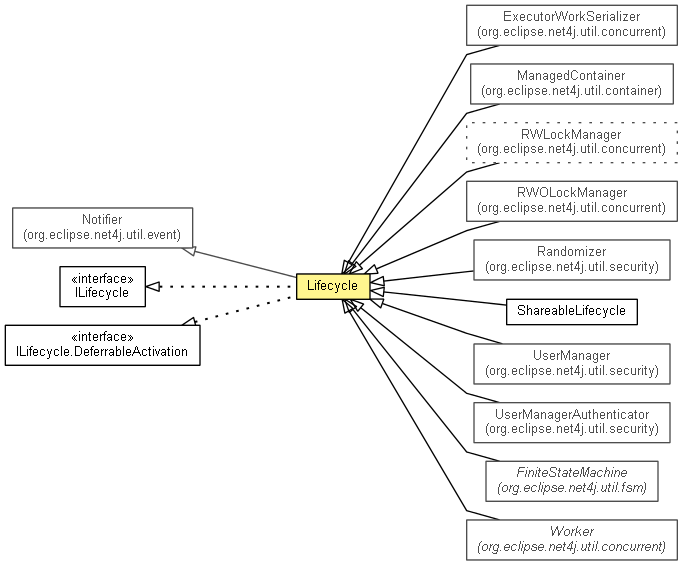 ExecutorWorkSerializer
(org.eclipse.net4j.util.concurrent)
ManagedContainer
(org.eclipse.net4j.util.container)
RWLockManager
(org.eclipse.net4j.util.concurrent)
RWOLockManager
(org.eclipse.net4j.util.concurrent)
Notifier
(org.eclipse.net4j.util.event)
Randomizer
(org.eclipse.net4j.util.security)
«interface»
ILifecycle
Lifecycle
ShareableLifecycle
«interface»
ILifecycle.DeferrableActivation
UserManager
(org.eclipse.net4j.util.security)
UserManagerAuthenticator
(org.eclipse.net4j.util.security)
FiniteStateMachine
(org.eclipse.net4j.util.fsm)
Worker
(org.eclipse.net4j.util.concurrent)